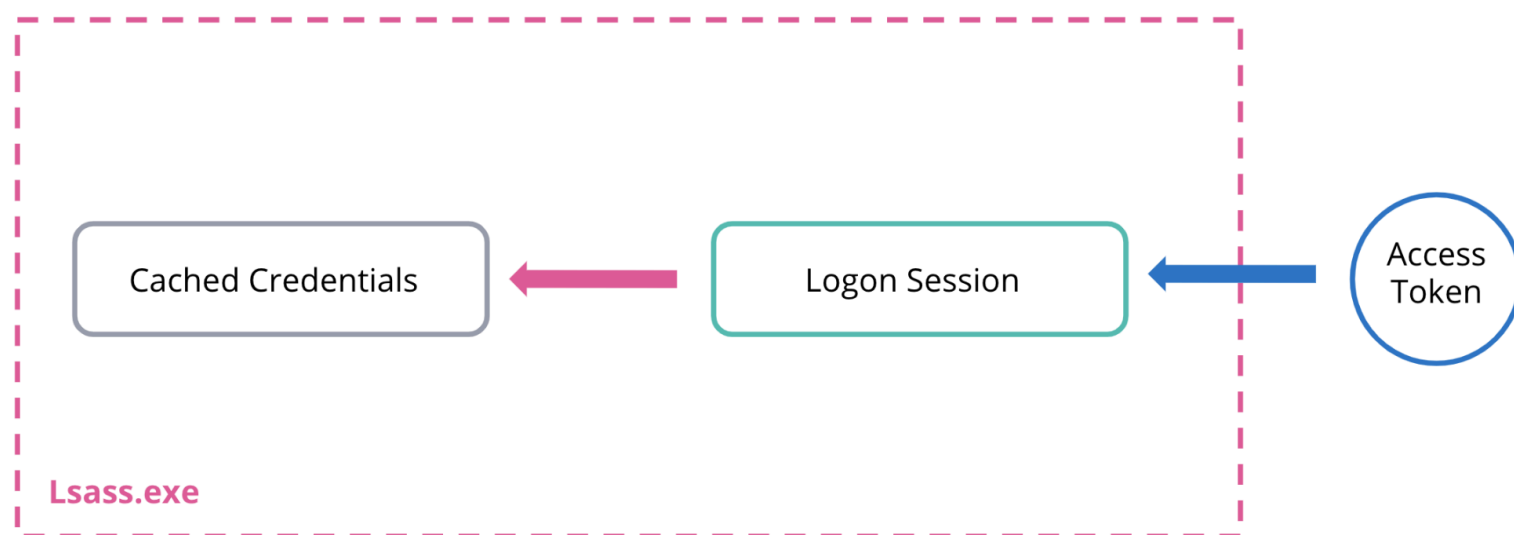 Cached Credentials
Logon Session
Access
Token
Lsass.exe